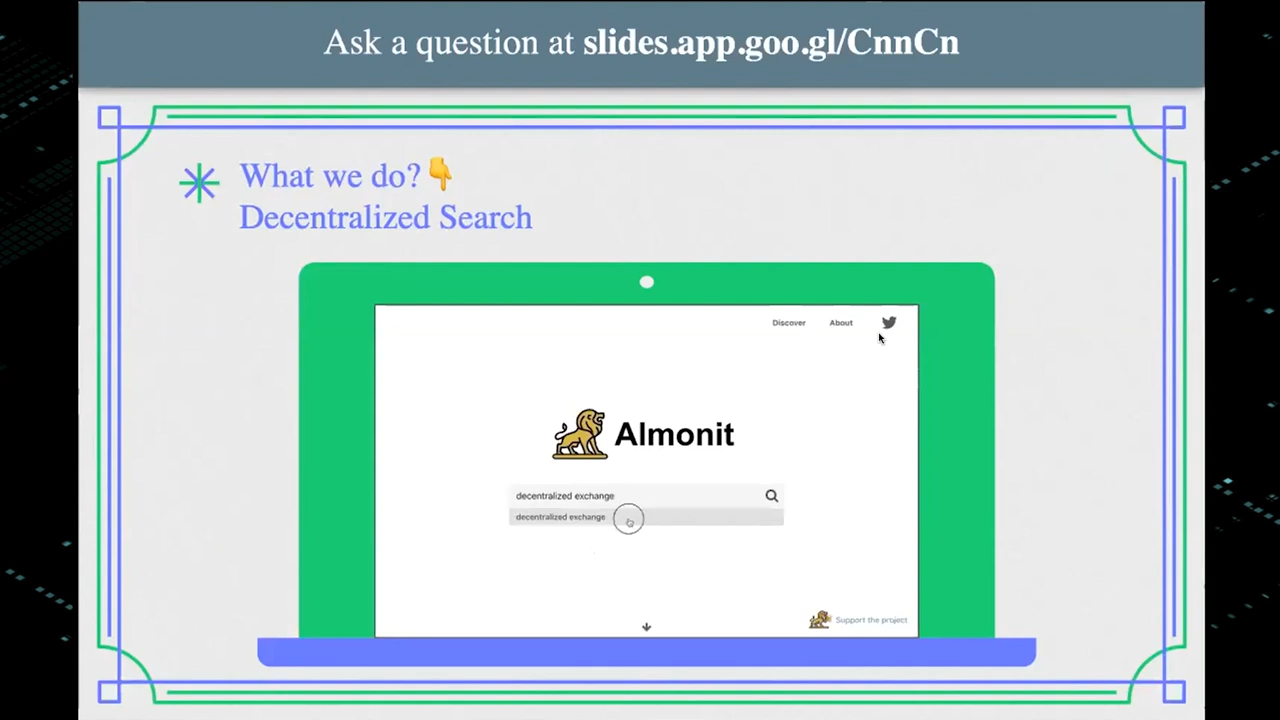 Ask a question at slides.app.goo.gl/CnnCn
What we do?👇
Decentralized Search
Discover About
Almonit
decentralized exchange
decentralized exchange
Support the project